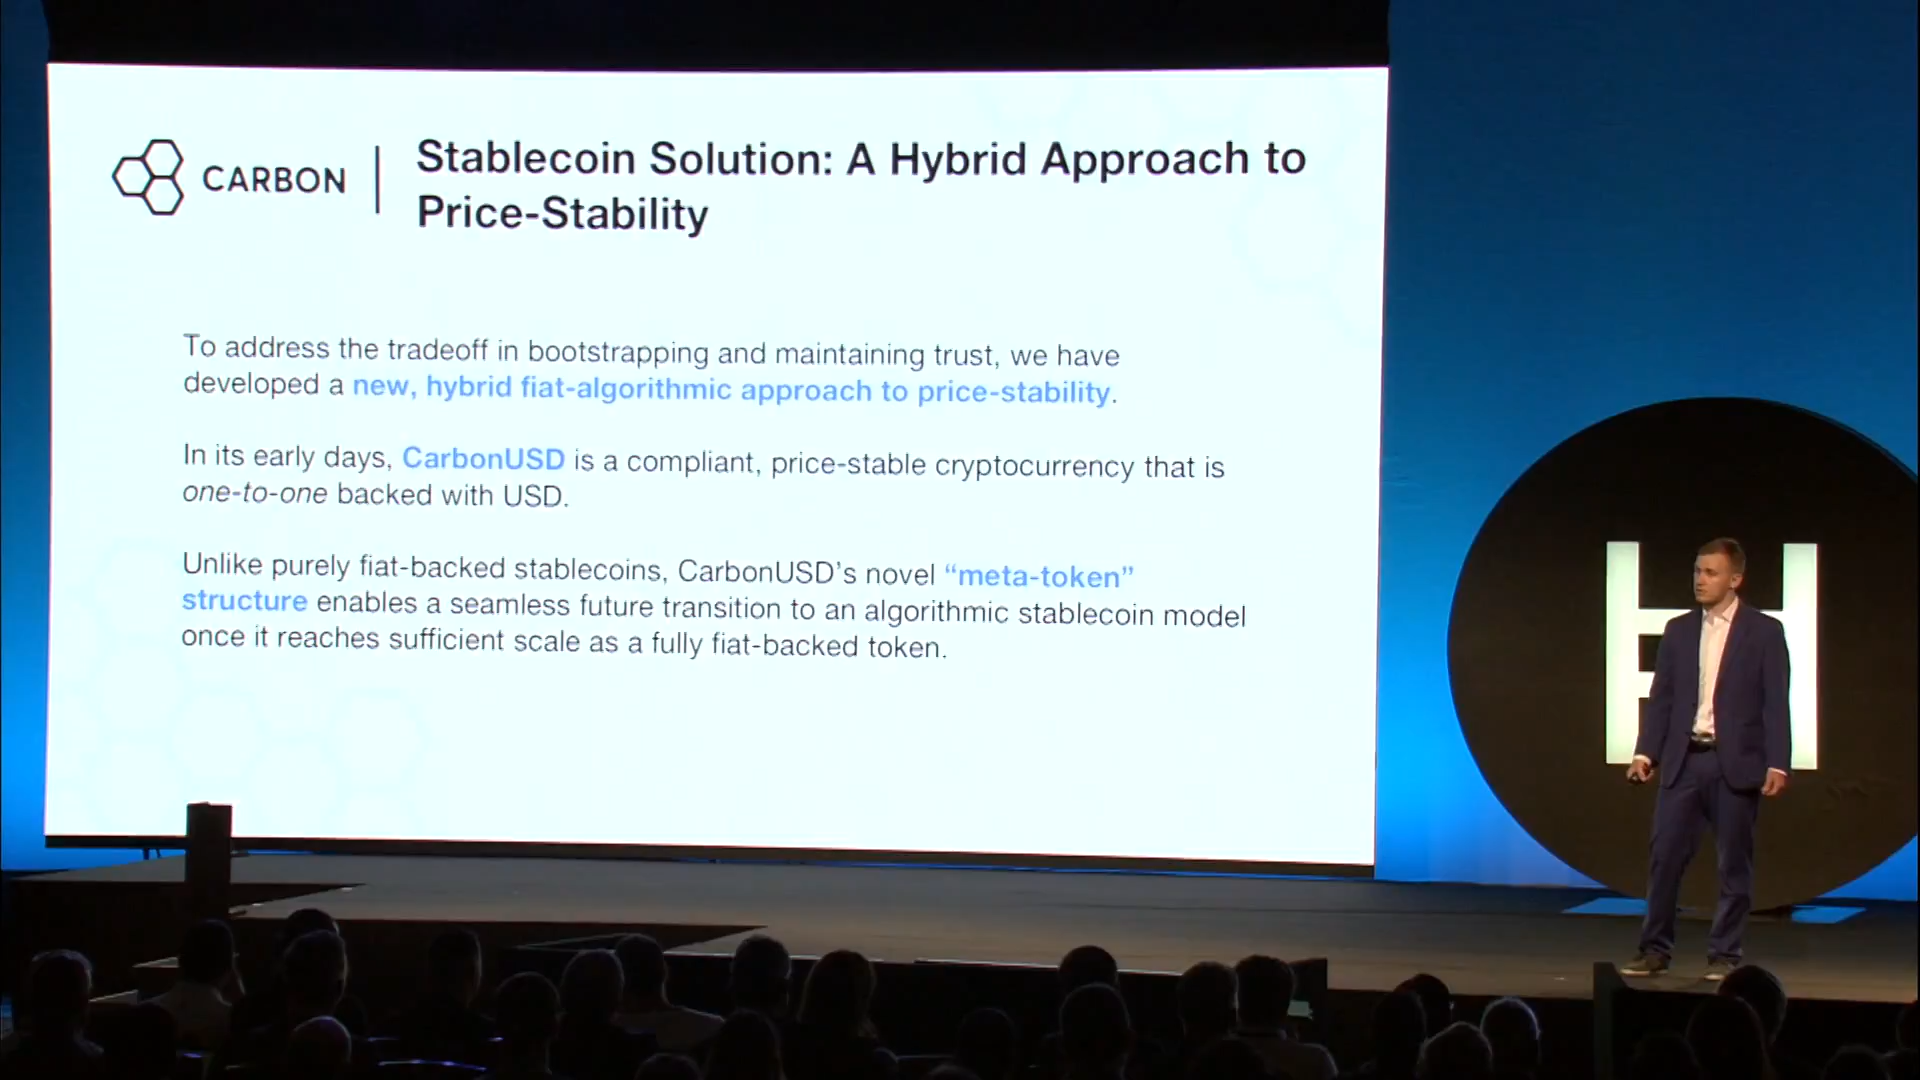 CARBON
Stablecoin Solution: A Hybrid Approach to
Price-Stability
To address the tradeoff in bootstrapping and maintaining trust, we have
developed a new, hybrid fiat-algorithmic approach to price-stability.
In its early days, CarbonUSD is a compliant, price-stable cryptocurrency that is
one-to-one backed with USD.
Unlike purely fiat-backed stablecoins, CarbonUSD’s novel “meta-token”
structure enables a seamless future transition to an algorithmic stablecoin model
once it reaches sufficient scale as a fully fiat-backed token.
H